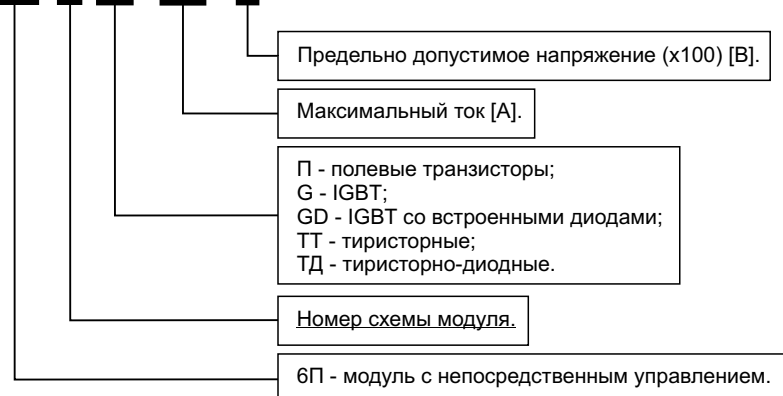 Предельно допустимое напряжение (x100) [В].
Максимальный ток [А].
П - полевые транзисторы;
G - IGBT;
GD - IGBT со встроенными диодами;
ТТ - тиристорные;
ТД - тиристорно-диодные.
Номер схемы модуля.
6П - модуль с непосредственным управлением.